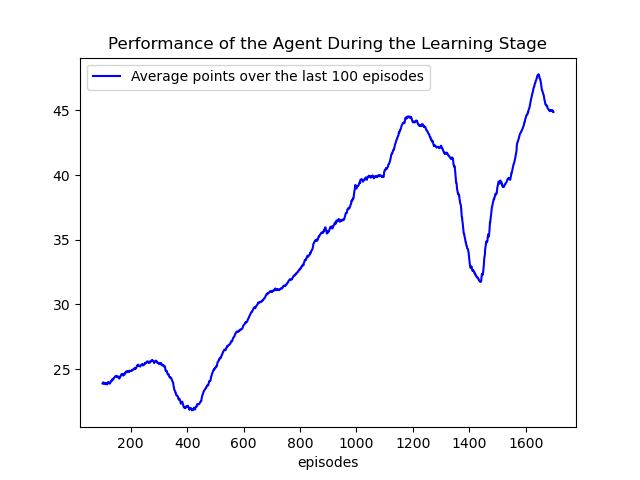 Performance of the Agent During the Learning Stage
Average points over the last 100 episodes
45
40
35
30
25
200 400 600 800 1000 1200 1400 1600
episodes